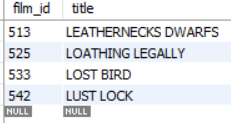 film_id title
513 LEATHERNECKS DWARFS
525 LOATHING LEGALLY
533 LOST BIRD
542 LUST LOCK
NULL NULL